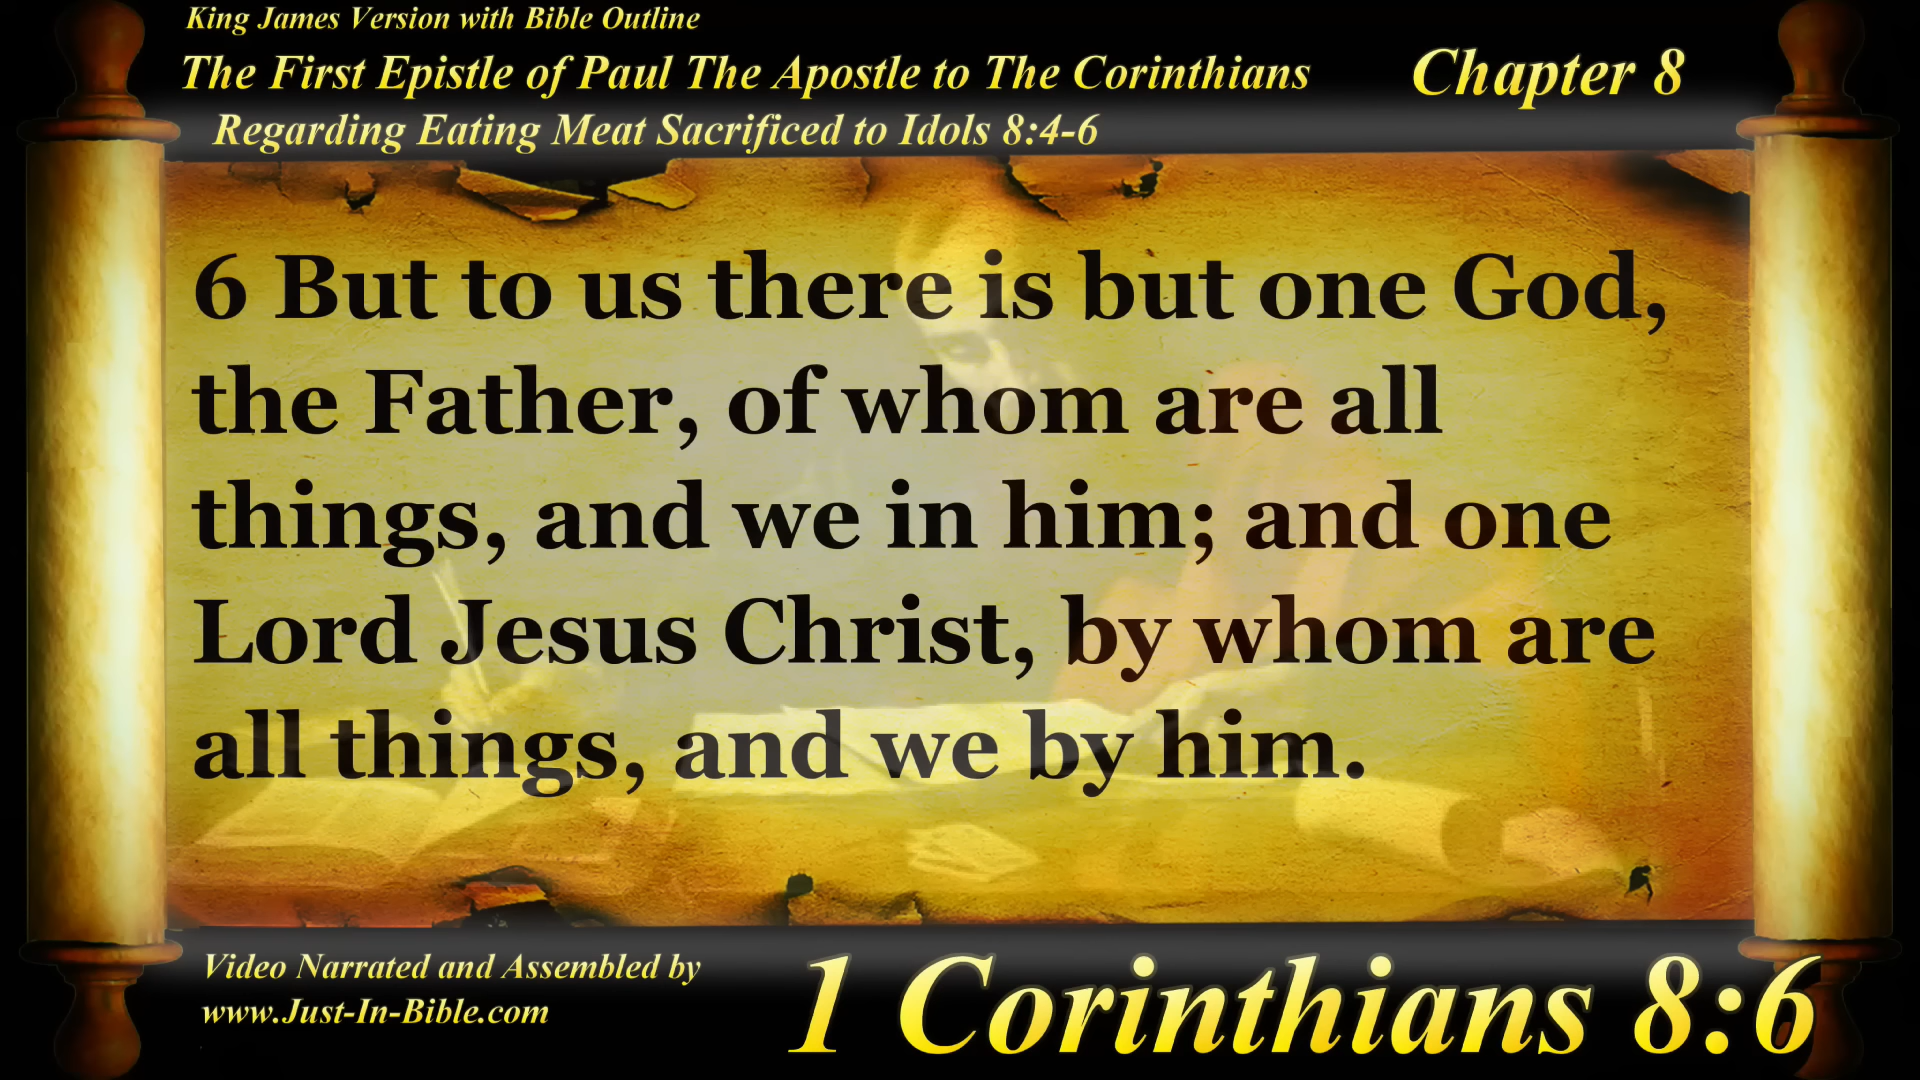 King James Version with Bible Outline
The First Epistle of Paul The Apostle to The Corinthians
Chapter 8
Regarding Eating Meat Sacrificed to Idols 8:4-6
6 But to us there is but one God,
the Father, of whom are all
things, and we in him; and one
Lord Jesus Christ, by whom are
all things, and we by him.
Video Narrated and Assembled by
www.Just-In-Bible.com
1 Corinthians 8:6